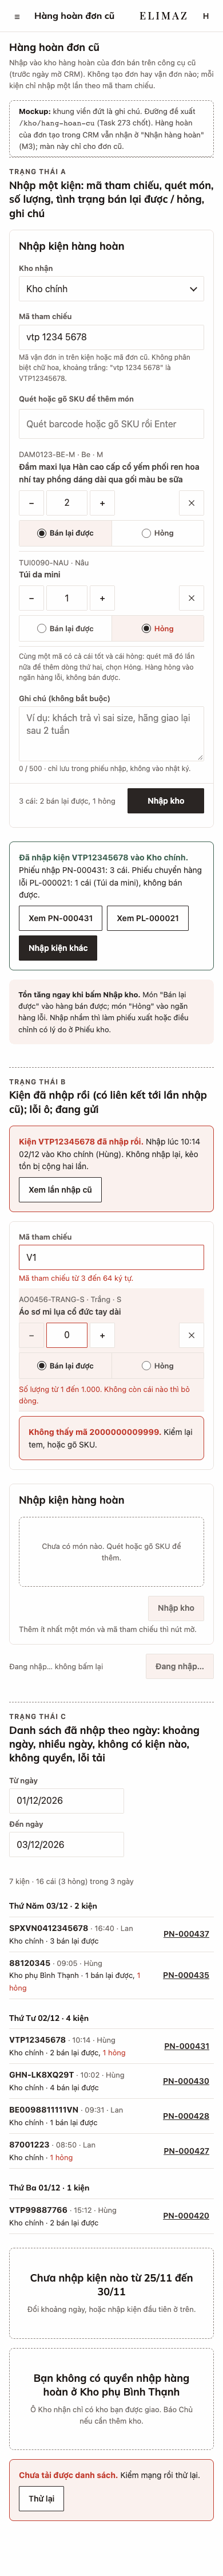 ≡ Hàng hoàn đơn cũ ELIMAZ H
Hàng hoàn đơn cũ
Nhập vào kho hàng hoàn của đơn bán trên công cụ cũ
(trước ngày mở CRM). Không tạo đơn hay vận đơn nào; mỗi
kiện chỉ nhập một lần theo mã tham chiếu.
Mockup: khung viền đứt là ghi chú. Đường đề xuất
/kho/hang-hoan-cu (Task 273 chốt). Hàng hoàn
của đơn tạo trong CRM vẫn nhận ở "Nhận hàng hoàn"
(M3); màn này chỉ cho đơn cũ.
TRẠNG THÁI A
Nhập một kiện: mã tham chiếu, quét món,
số lượng, tình trạng bán lại được / hỏng,
ghi chú
Nhập kiện hàng hoàn
Kho nhận
Kho chính
Mã tham chiếu
vtp 1234 5678
Mã vận đơn in trên kiện hoặc mã đơn cũ. Không phân
biệt chữ hoa, khoảng trắng: "vtp 1234 5678" là
VTP12345678.
Quét hoặc gõ SKU để thêm món
Quét barcode hoặc gõ SKU rồi Enter
DAM0123-BE-M · Be · M
Đầm maxi lụa Hàn cao cấp cổ yếm phối ren hoa
nhí tay phồng dáng dài qua gối màu be sữa
− 2 + ×
Bán lại được Hỏng
TUI0090-NAU · Nâu
Túi da mini
− 1 + ×
Bán lại được Hỏng
Cùng một mã có cả cái tốt và cái hỏng: quét mã đó lần
nữa để thêm dòng thứ hai, chọn Hỏng. Hàng hỏng vào
ngăn hàng lỗi, không bán được.
Ghi chú (không bắt buộc)
Ví dụ: khách trả vì sai size, hãng giao lại
sau 2 tuần
0 / 500 · chỉ lưu trong phiếu nhập, không vào nhật ký.
3 cái: 2 bán lại được, 1 hỏng Nhập kho
Đã nhập kiện VTP12345678 vào Kho chính.
Phiếu nhập PN-000431: 3 cái. Phiếu chuyển hàng
lỗi PL-000021: 1 cái (Túi da mini), không bán
được.
Xem PN-000431 Xem PL-000021
Nhập kiện khác
Tồn tăng ngay khi bấm Nhập kho. Món "Bán lại
được" vào hàng bán được; món "Hỏng" vào ngăn
hàng lỗi. Nhập nhầm thì làm phiếu xuất hoặc điều
chỉnh có lý do ở Phiếu kho.
TRẠNG THÁI B
Kiện đã nhập rồi (có liên kết tới lần nhập
cũ); lỗi ô; đang gửi
Kiện VTP12345678 đã nhập rồi. Nhập lúc 10:14
02/12 vào Kho chính (Hùng). Không nhập lại, kẻo
tồn bị cộng hai lần.
Xem lần nhập cũ
Mã tham chiếu
V1
Mã tham chiếu từ 3 đến 64 ký tự.
AO0456-TRANG-S · Trắng · S
Áo sơ mi lụa cổ đức tay dài
− 0 + ×
Bán lại được Hỏng
Số lượng từ 1 đến 1.000. Không còn cái nào thì bỏ
dòng.
Không thấy mã 2000000009999. Kiểm lại
tem, hoặc gõ SKU.
Nhập kiện hàng hoàn
Chưa có món nào. Quét hoặc gõ SKU để
thêm.
Nhập kho
Thêm ít nhất một món và mã tham chiếu thì nút mở.
Đang nhập... không bấm lại Đang nhập...
TRẠNG THÁI C
Danh sách đã nhập theo ngày: khoảng
ngày, nhiều ngày, không có kiện nào,
không quyền, lỗi tải
Từ ngày
01/12/2026
Đến ngày
03/12/2026
7 kiện · 16 cái (3 hỏng) trong 3 ngày
Thứ Năm 03/12 · 2 kiện
SPXVN0412345678 · 16:40 · Lan
Kho chính · 3 bán lại được PN-000437
88120345 · 09:05 · Hùng
Kho phụ Bình Thạnh · 1 bán lại được, 1
hỏng PN-000435
Thứ Tư 02/12 · 4 kiện
VTP12345678 · 10:14 · Hùng
Kho chính · 2 bán lại được, 1 hỏng PN-000431
GHN-LK8XQ29T · 10:02 · Hùng
Kho chính · 4 bán lại được PN-000430
BE0098811111VN · 09:31 · Lan
Kho chính · 1 bán lại được PN-000428
87001223 · 08:50 · Lan
Kho chính · 1 hỏng PN-000427
Thứ Ba 01/12 · 1 kiện
VTP99887766 · 15:12 · Hùng
Kho chính · 2 bán lại được PN-000420
Chưa nhập kiện nào từ 25/11 đến
30/11
Đổi khoảng ngày, hoặc nhập kiện đầu tiên ở trên.
Bạn không có quyền nhập hàng
hoàn ở Kho phụ Bình Thạnh
Ô Kho nhận chỉ có kho bạn được giao. Báo Chủ
nếu cần thêm kho.
Chưa tải được danh sách. Kiểm mạng rồi thử lại.
Thử lại